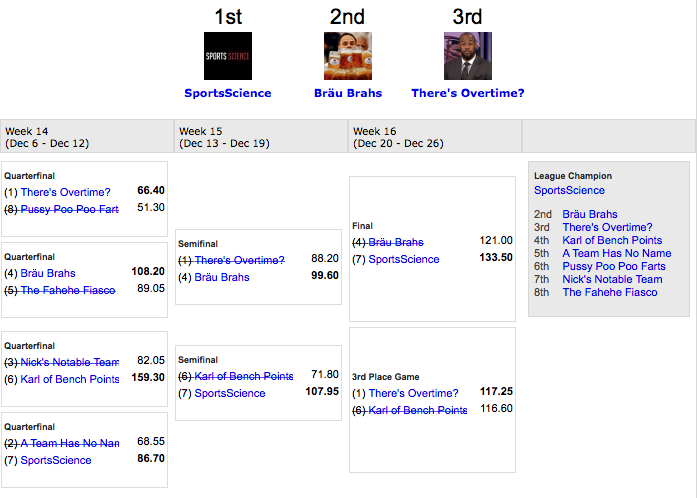 1st 2nd 3rd
SPORTS SCIENCE
SportsScience Bräu Brahs There's Overtime?
Week 14
(Dec 6 - Dec 12)
Week 15
(Dec 13 - Dec 19)
Week 16
(Dec 20 - Dec 26)
Quarterfinal
(1) There's Overtime? 66.40
(8) Pussy Poo Poo Fart 51.30
Quarterfinal
(4) Bräu Brahs 108.20
(5) The Fahehe Fiasco 89.05
Quarterfinal
(3) Nick's Notable Team 82.05
(6) Karl of Bench Points 159.30
Quarterfinal
(2) A Team Has No Nan 68.55
(7) SportsScience 86.70
Semifinal
(1) There's Overtime? 88.20
(4) Bräu Brahs 99.60
Semifinal
(6) Karl of Bench Points 71.80
(7) SportsScience 107.95
Final
(4) Bräu Brahs 121.00
(7) SportsScience 133.50
3rd Place Game
(1) There's Overtime? 117.25
(6) Karl of Bench Points 116.60
League Champion
SportsScience
2nd Bräu Brahs
3rd There's Overtime?
4th Karl of Bench Points
5th A Team Has No Name
6th Pussy Poo Poo Farts
7th Nick's Notable Team
8th The Fahehe Fiasco